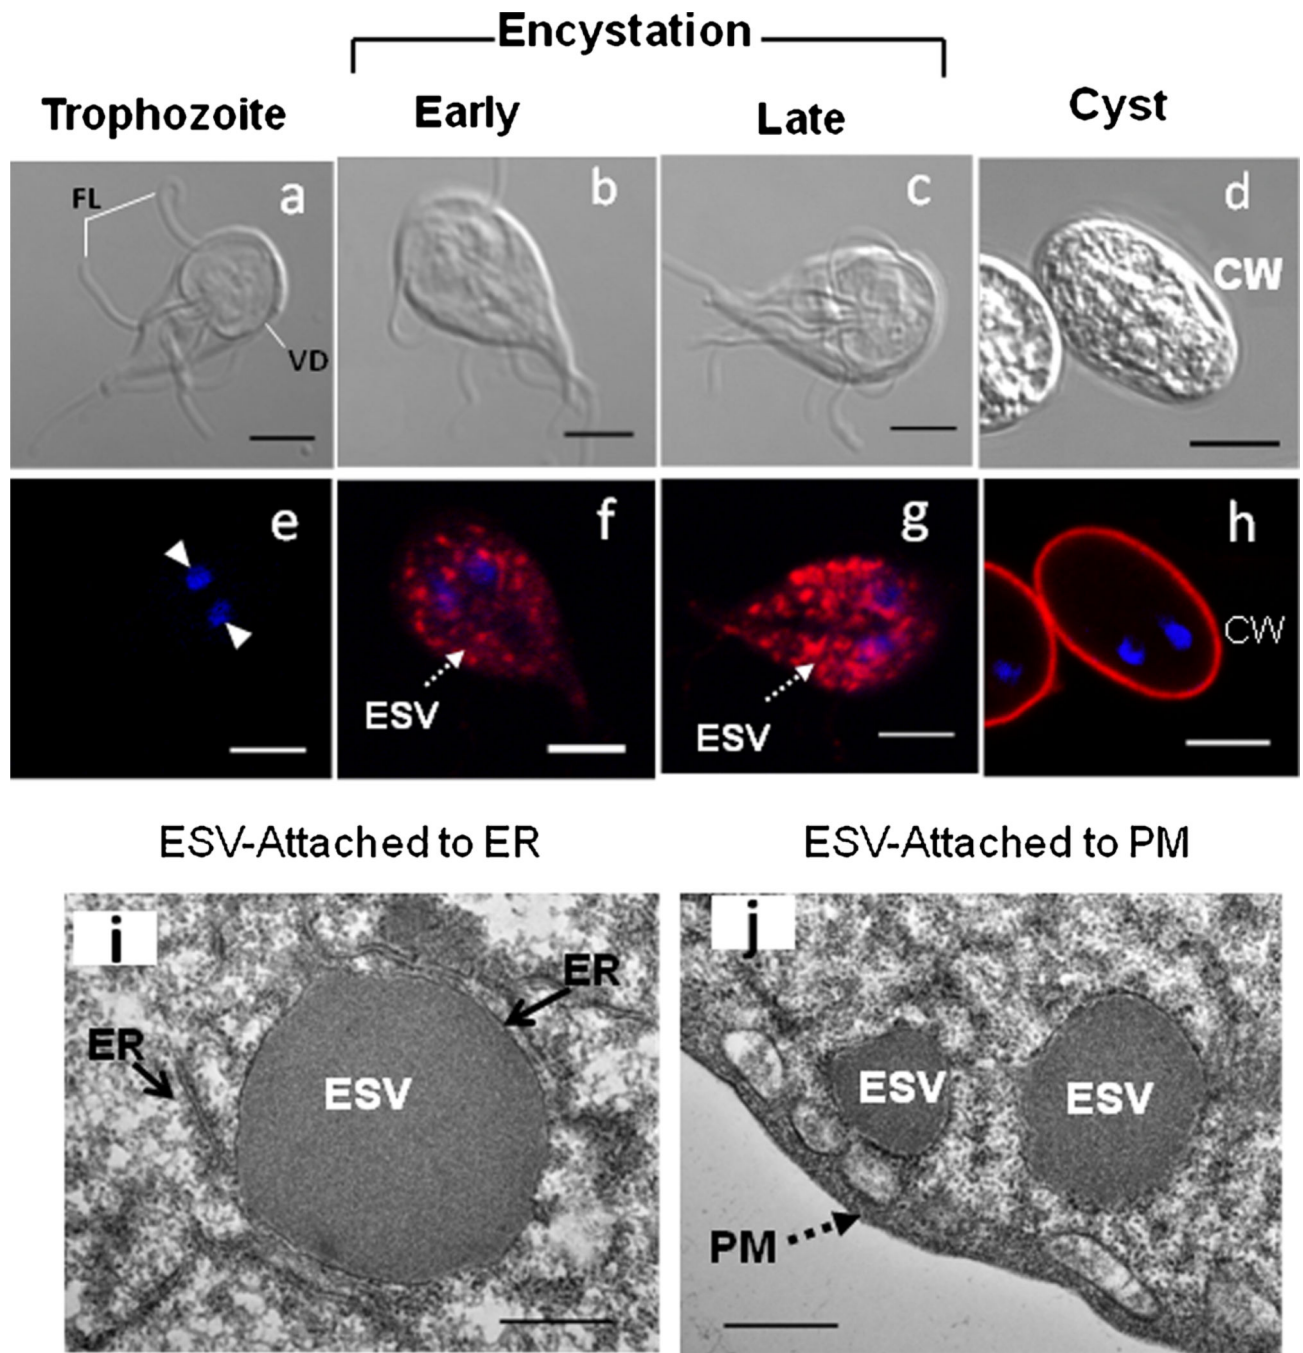 Encystation
Trophozoite Early Late Cyst
a b c d
FL
VD
CW
e f g h
ESV
ESV
CW
ESV-Attached to ER ESV-Attached to PM
i j
ER
ER
ESV
ESV
ESV
PM